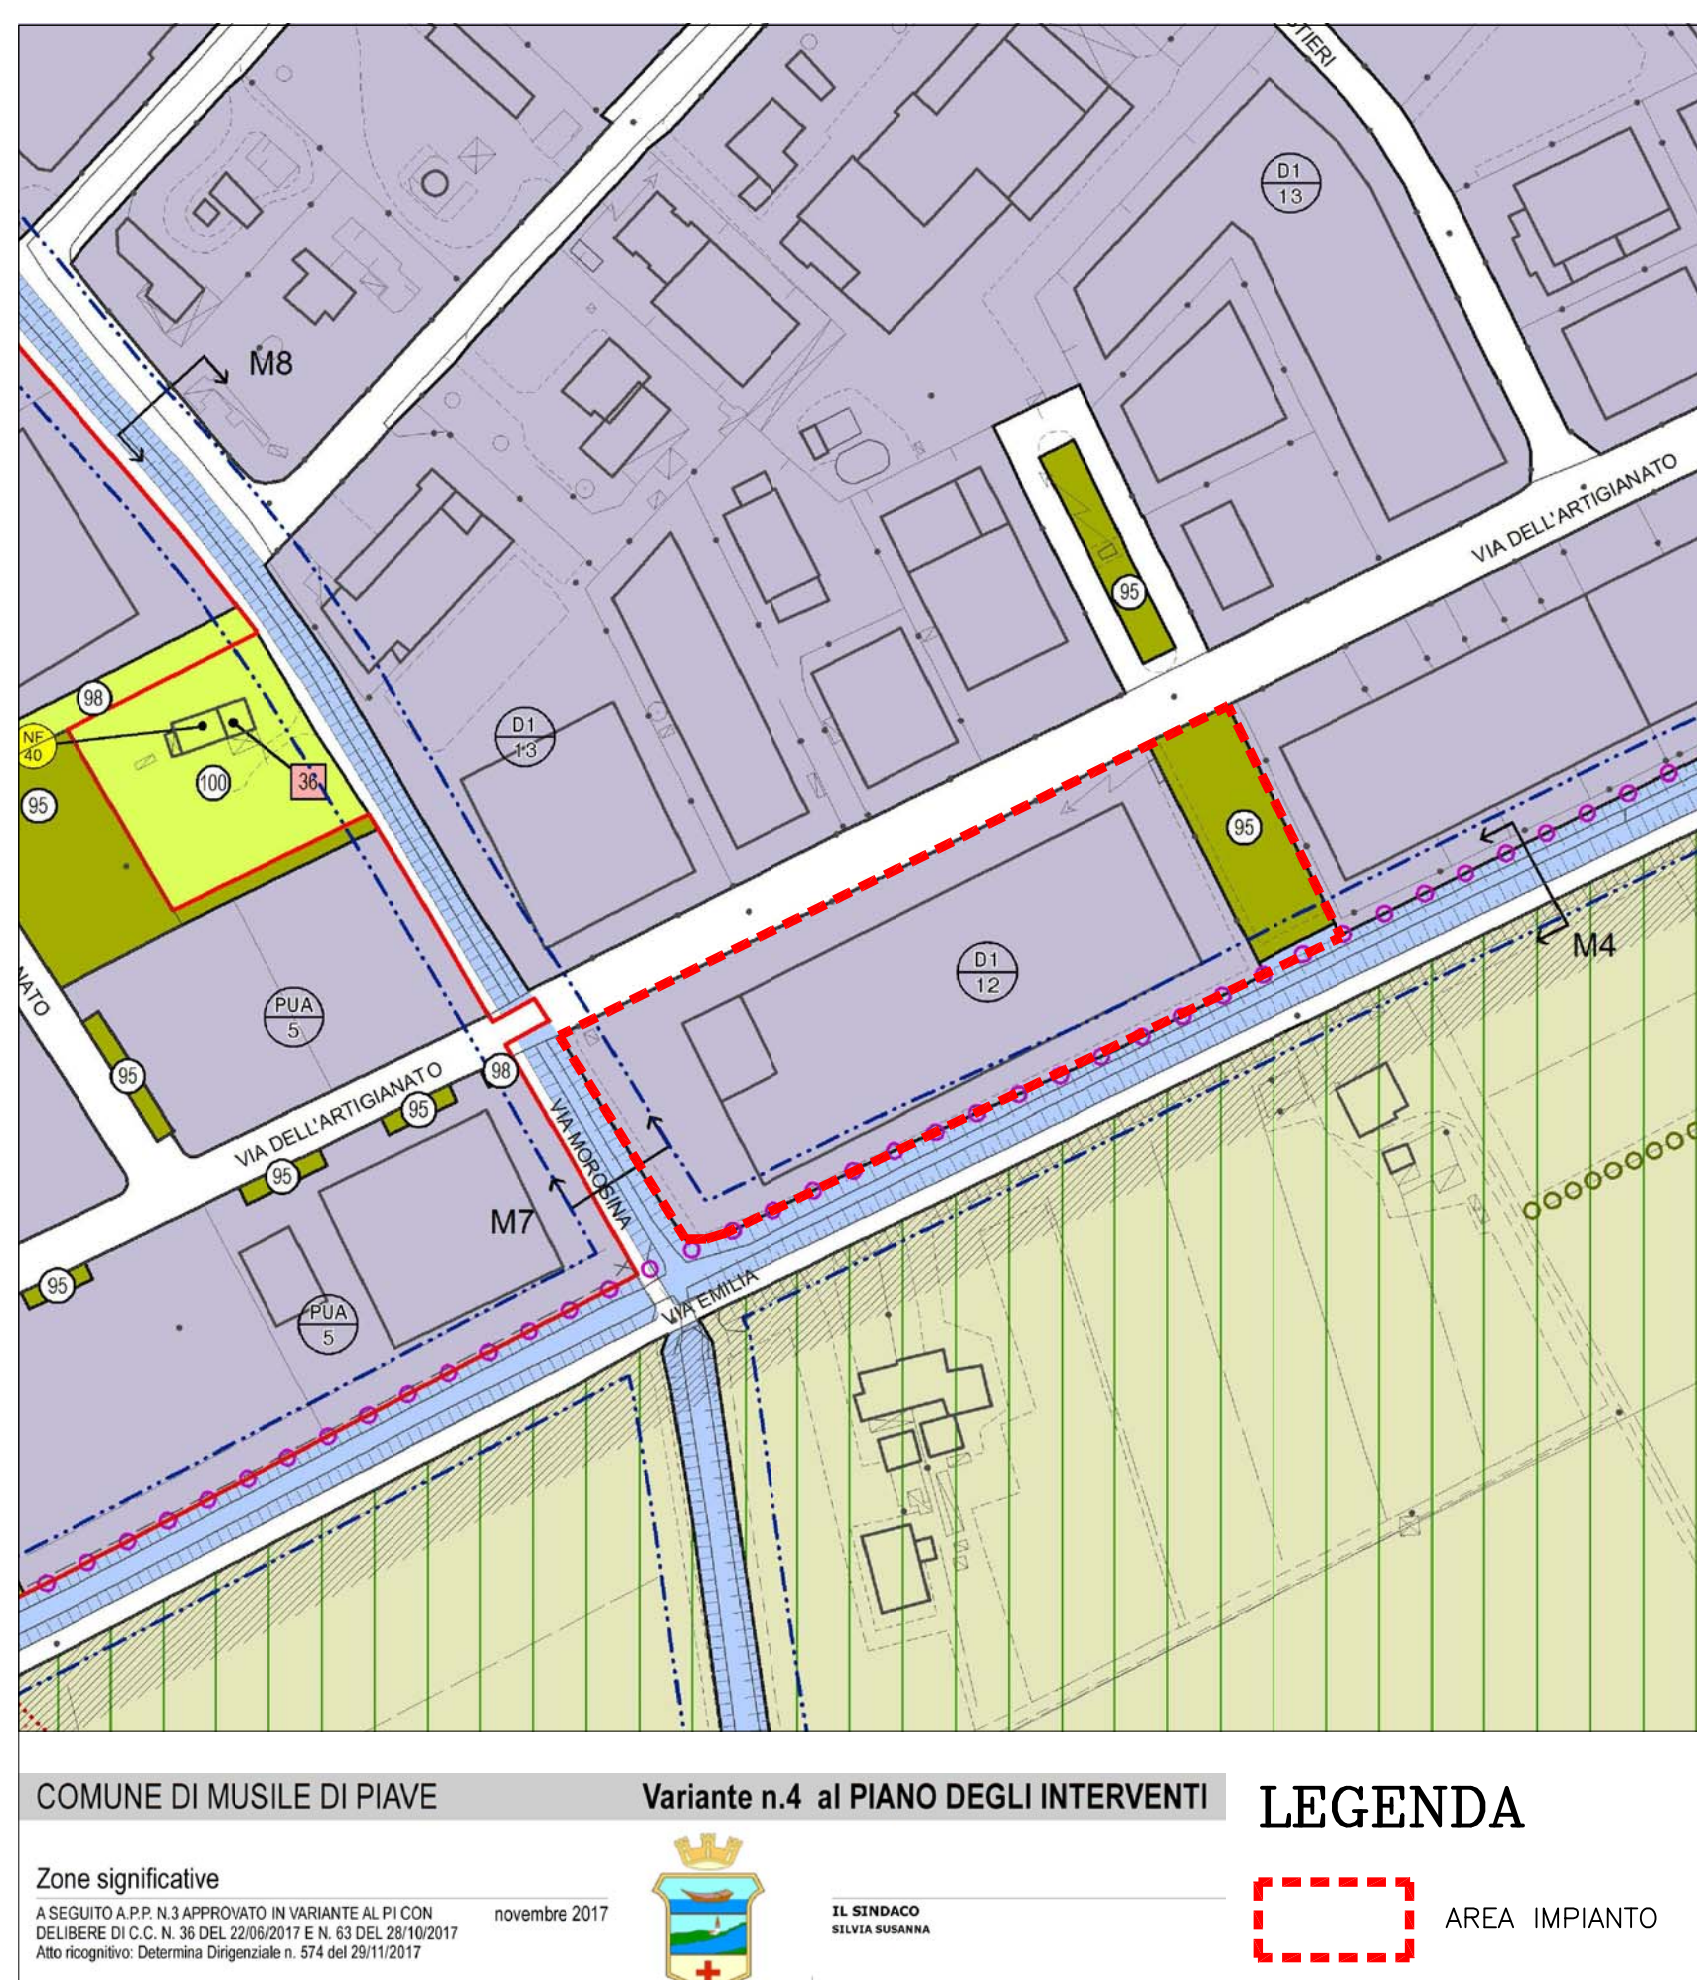 TIERI
D1
13
M8
VIA DELL'ARTIGIANATO
95
98
NF
40
D1
13
100
36
95
95
M4
D1
12
NATO
PUA
5
98
95
VIA DELL'ARTIGIANATO
95
95
VIA MOROSINA
M7
95
VIA EMILIA
PUA
5
COMUNE DI MUSILE DI PIAVE
Variante n.4 al PIANO DEGLI INTERVENTI
LEGENDA
Zone significative
A SEGUITO A.P.P. N.3 APPROVATO IN VARIANTE AL PI CON
DELIBERE DI C.C. N. 36 DEL 22/06/2017 E N. 63 DEL 28/10/2017
Atto ricognitivo: Determina Dirigenziale n. 574 del 29/11/2017
novembre 2017
IL SINDACO
SILVIA SUSANNA
AREA IMPIANTO